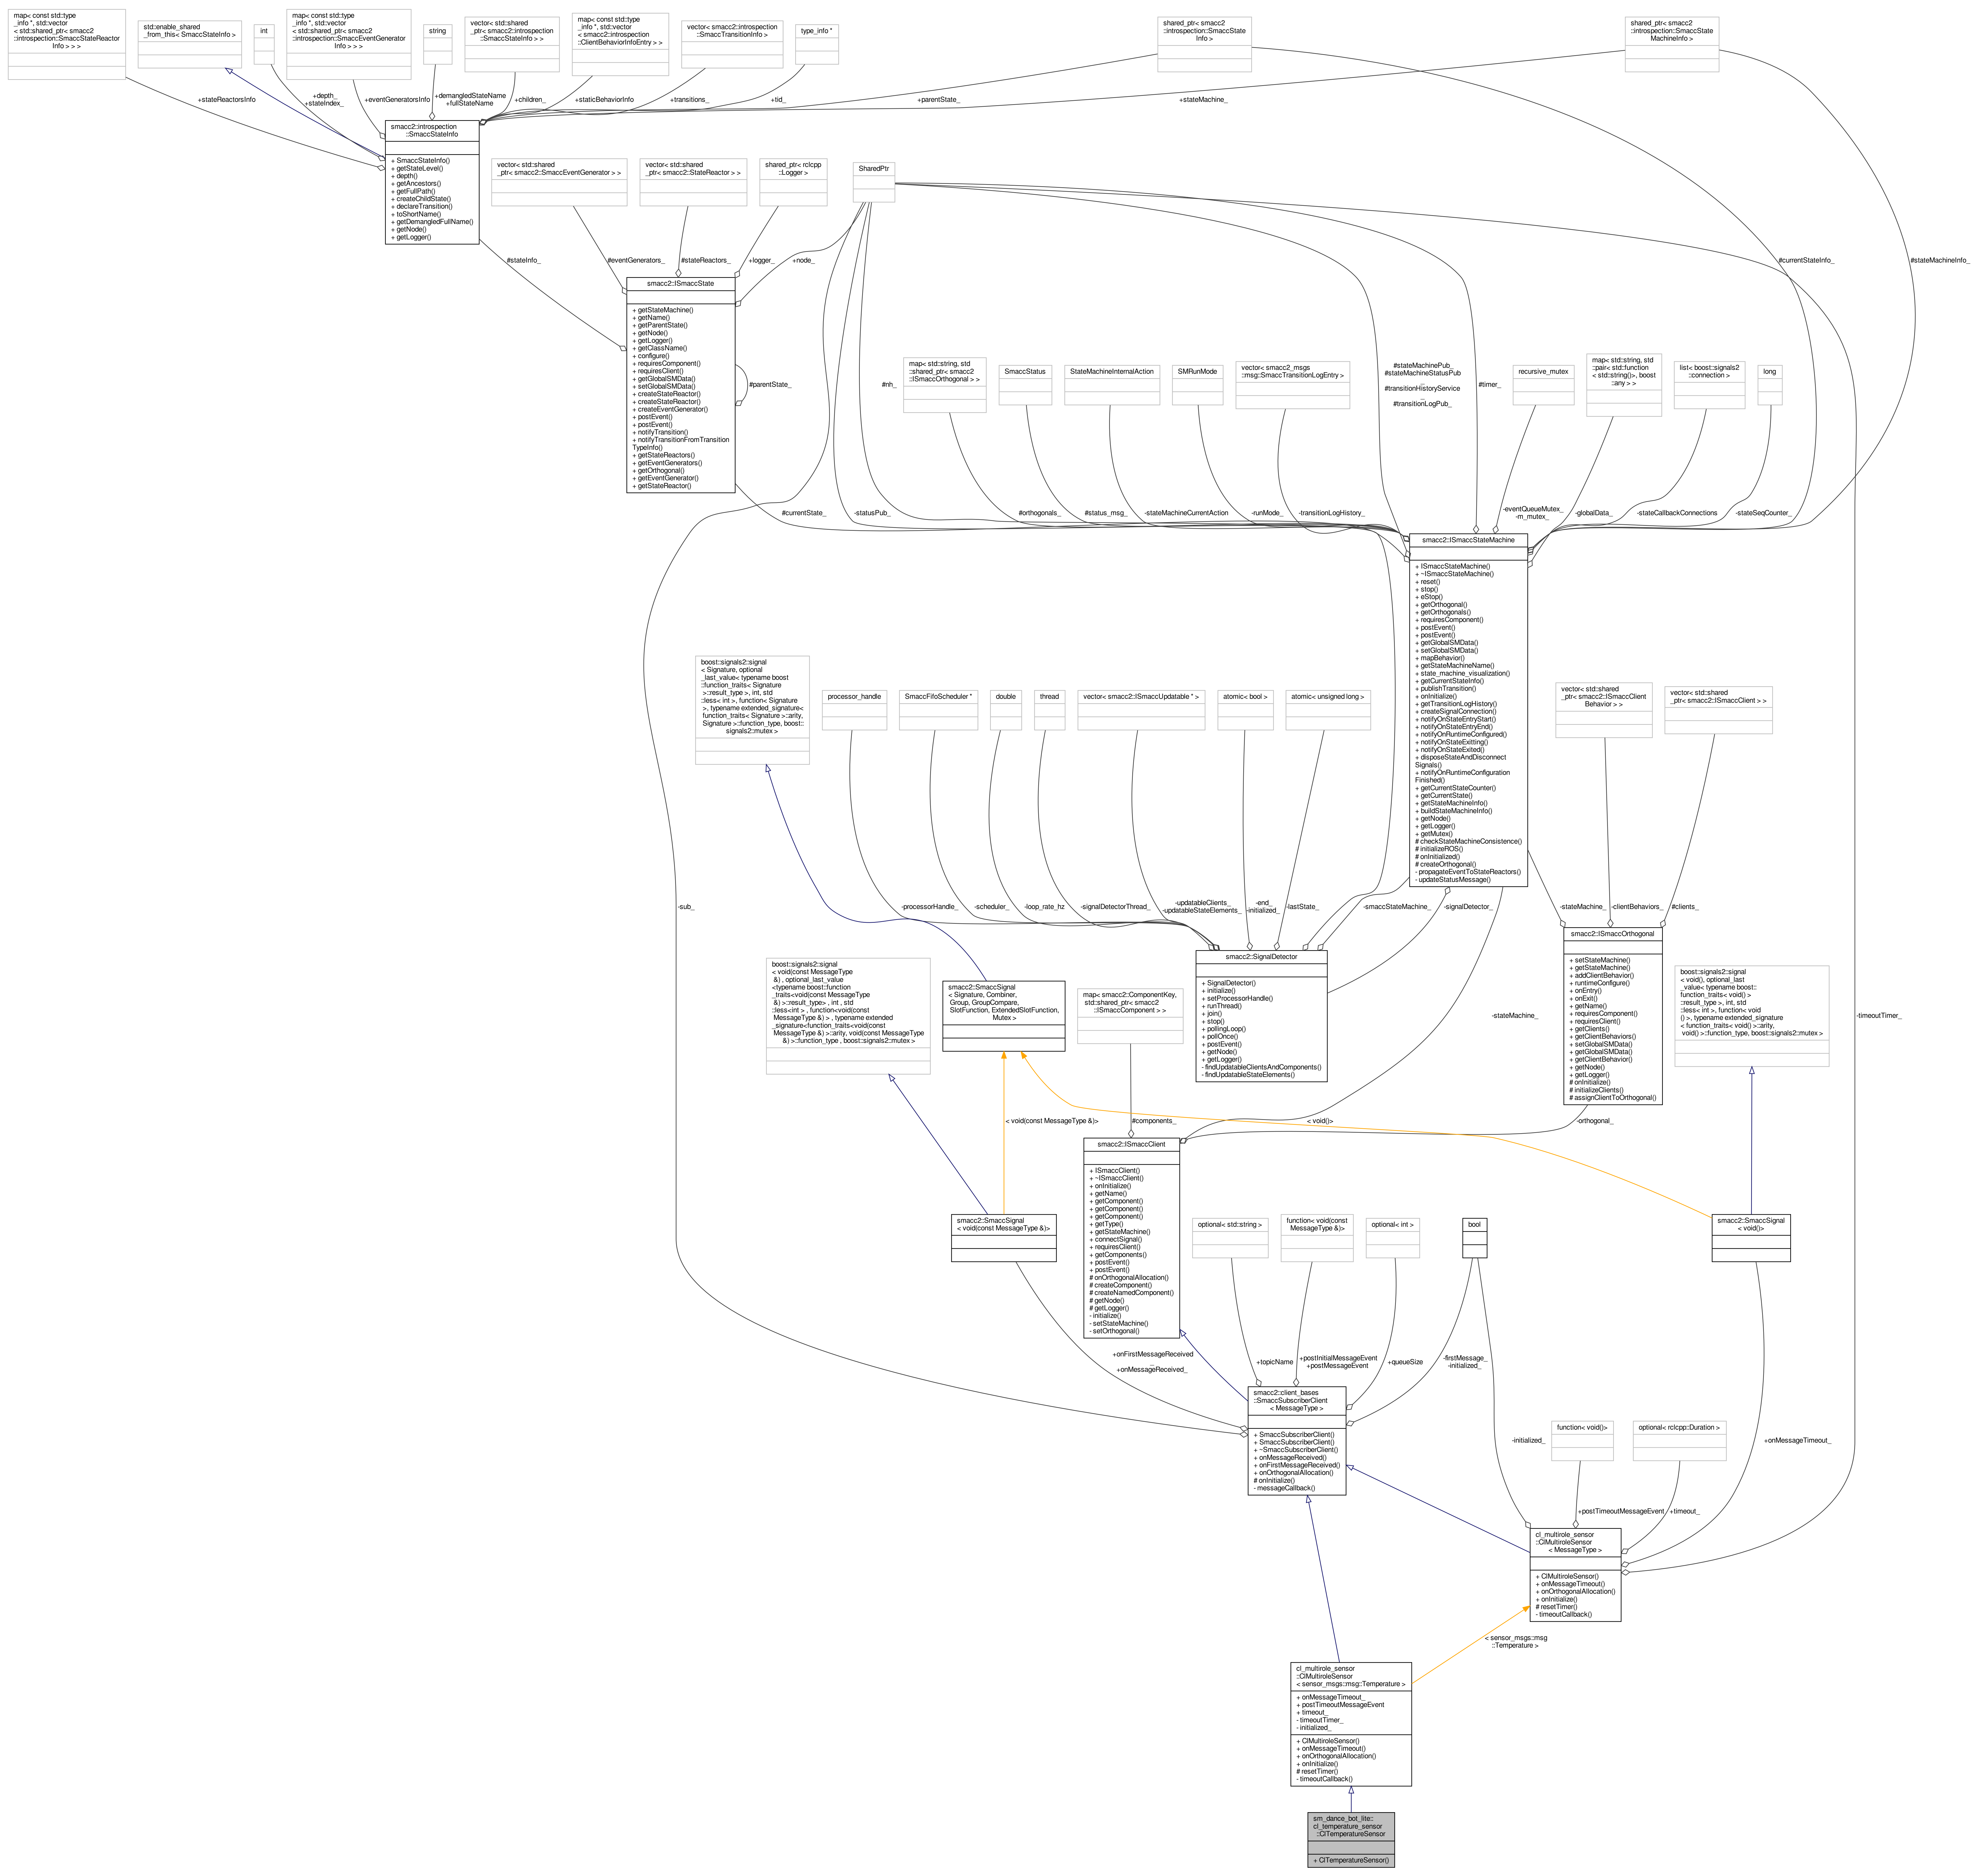 map< const std::type
_info *, std::vector
< std::shared_ptr< smacc2
::introspection::SmaccStateReactor
Info > > >
std::enable_shared
_from_this< SmaccStateInfo >
int
map< const std::type
_info *, std::vector
< std::shared_ptr< smacc2
::introspection::SmaccEventGenerator
Info > > >
string
vector< std::shared
_ptr< smacc2::introspection
::SmaccStateInfo > >
map< const std::type
_info *, std::vector
< smacc2::introspection
::ClientBehaviorInfoEntry > >
vector< smacc2::introspection
::SmaccTransitionInfo >
type_info *
shared_ptr< smacc2
::introspection::SmaccState
Info >
shared_ptr< smacc2
::introspection::SmaccState
MachineInfo >
+stateReactorsInfo
+depth_
+stateIndex_
+eventGeneratorsInfo
+demangledStateName
+fullStateName
+children_
+staticBehaviorInfo
+transitions_
+tid_
+parentState_
+stateMachine_
smacc2::introspection
::SmaccStateInfo
+ SmaccStateInfo()
+ getStateLevel()
+ depth()
+ getAncestors()
+ getFullPath()
+ createChildState()
+ declareTransition()
+ toShortName()
+ getDemangledFullName()
+ getNode()
+ getLogger()
vector< std::shared
_ptr< smacc2::SmaccEventGenerator > >
vector< std::shared
_ptr< smacc2::StateReactor > >
shared_ptr< rclcpp
::Logger >
SharedPtr
#stateInfo_
#eventGenerators_
#stateReactors_
+logger_
+node_
#currentStateInfo_
#stateMachineInfo_
smacc2::ISmaccState
+ getStateMachine()
+ getName()
+ getParentState()
+ getNode()
+ getLogger()
+ getClassName()
+ configure()
+ requiresComponent()
+ requiresClient()
+ getGlobalSMData()
+ setGlobalSMData()
+ createStateReactor()
+ createStateReactor()
+ createEventGenerator()
+ postEvent()
+ postEvent()
+ notifyTransition()
+ notifyTransitionFromTransition
TypeInfo()
+ getStateReactors()
+ getEventGenerators()
+ getOrthogonal()
+ getEventGenerator()
+ getStateReactor()
#parentState_
#nh_
map< std::string, std
::shared_ptr< smacc2
::ISmaccOrthogonal > >
SmaccStatus
StateMachineInternalAction
SMRunMode
vector< smacc2_msgs
::msg::SmaccTransitionLogEntry >
#stateMachinePub_
#stateMachineStatusPub
_
#transitionHistoryService
_
#transitionLogPub_
#timer_
recursive_mutex
map< std::string, std
::pair< std::function
< std::string()>, boost
::any > >
list< boost::signals2
::connection >
long
#currentState_
-statusPub_
#orthogonals_
#status_msg_
-stateMachineCurrentAction
-runMode_
-transitionLogHistory_
-eventQueueMutex_
-m_mutex_
-globalData_
-stateCallbackConnections
-stateSeqCounter_
smacc2::ISmaccStateMachine
+ ISmaccStateMachine()
+ ~ISmaccStateMachine()
+ reset()
+ stop()
+ eStop()
+ getOrthogonal()
+ getOrthogonals()
+ requiresComponent()
+ postEvent()
+ postEvent()
+ getGlobalSMData()
+ setGlobalSMData()
+ mapBehavior()
+ getStateMachineName()
+ state_machine_visualization()
+ getCurrentStateInfo()
+ publishTransition()
+ onInitialize()
+ getTransitionLogHistory()
+ createSignalConnection()
+ notifyOnStateEntryStart()
+ notifyOnStateEntryEnd()
+ notifyOnRuntimeConfigured()
+ notifyOnStateExitting()
+ notifyOnStateExited()
+ disposeStateAndDisconnect
Signals()
+ notifyOnRuntimeConfiguration
Finished()
+ getCurrentStateCounter()
+ getCurrentState()
+ getStateMachineInfo()
+ buildStateMachineInfo()
+ getNode()
+ getLogger()
+ getMutex()
# checkStateMachineConsistence()
# initializeROS()
# onInitialized()
# createOrthogonal()
- propagateEventToStateReactors()
- updateStatusMessage()
boost::signals2::signal
< Signature, optional
_last_value< typename boost
::function_traits< Signature
>::result_type >, int, std
::less< int >, function< Signature
>, typename extended_signature<
function_traits< Signature >::arity,
Signature >::function_type, boost::
signals2::mutex >
processor_handle
SmaccFifoScheduler *
double
thread
vector< smacc2::ISmaccUpdatable * >
atomic< bool >
atomic< unsigned long >
vector< std::shared
_ptr< smacc2::ISmaccClient
Behavior > >
vector< std::shared
_ptr< smacc2::ISmaccClient > >
-sub_
-processorHandle_
-scheduler_
-loop_rate_hz
-signalDetectorThread_
-updatableClients_
-updatableStateElements_
-end_
-initialized_
-lastState_
-smaccStateMachine_
-signalDetector_
-stateMachine_
-clientBehaviors_
#clients_
smacc2::ISmaccOrthogonal
+ setStateMachine()
+ getStateMachine()
+ addClientBehavior()
+ runtimeConfigure()
+ onEntry()
+ onExit()
+ getName()
+ requiresComponent()
+ requiresClient()
+ getClients()
+ getClientBehaviors()
+ setGlobalSMData()
+ getGlobalSMData()
+ getClientBehavior()
+ getNode()
+ getLogger()
# onInitialize()
# initializeClients()
# assignClientToOrthogonal()
smacc2::SignalDetector
+ SignalDetector()
+ initialize()
+ setProcessorHandle()
+ runThread()
+ join()
+ stop()
+ pollingLoop()
+ pollOnce()
+ postEvent()
+ getNode()
+ getLogger()
- findUpdatableClientsAndComponents()
- findUpdatableStateElements()
boost::signals2::signal
< void(const MessageType
&) , optional_last_value
<typename boost::function
_traits<void(const MessageType
&) >::result_type> , int , std
::less<int > , function<void(const
MessageType &) > , typename extended
_signature<function_traits<void(const
MessageType &) >::arity, void(const MessageType
&) >::function_type , boost::signals2::mutex >
smacc2::SmaccSignal
< Signature, Combiner,
Group, GroupCompare,
SlotFunction, ExtendedSlotFunction,
Mutex >
map< smacc2::ComponentKey,
std::shared_ptr< smacc2
::ISmaccComponent > >
-stateMachine_
boost::signals2::signal
< void(), optional_last
_value< typename boost::
function_traits< void()>
::result_type >, int, std
::less< int >, function< void
() >, typename extended_signature
< function_traits< void() >::arity,
void() >::function_type, boost::signals2::mutex >
-timeoutTimer_
< void(const MessageType &)>
#components_
< void()>
-orthogonal_
smacc2::ISmaccClient
+ ISmaccClient()
+ ~ISmaccClient()
+ onInitialize()
+ getName()
+ getComponent()
+ getComponent()
+ getComponent()
+ getType()
+ getStateMachine()
+ connectSignal()
+ requiresClient()
+ getComponents()
+ postEvent()
+ postEvent()
# onOrthogonalAllocation()
# createComponent()
# createNamedComponent()
# getNode()
# getLogger()
- initialize()
- setStateMachine()
- setOrthogonal()
smacc2::SmaccSignal
< void(const MessageType &)>
optional< std::string >
function< void(const
MessageType &)>
optional< int >
bool
smacc2::SmaccSignal
< void()>
+onFirstMessageReceived
_
+onMessageReceived_
+topicName
+postInitialMessageEvent
+postMessageEvent
+queueSize
-firstMessage_
-initialized_
smacc2::client_bases
::SmaccSubscriberClient
< MessageType >
+ SmaccSubscriberClient()
+ SmaccSubscriberClient()
+ ~SmaccSubscriberClient()
+ onMessageReceived()
+ onFirstMessageReceived()
+ onOrthogonalAllocation()
# onInitialize()
- messageCallback()
-initialized_
function< void()>
optional< rclcpp::Duration >
+onMessageTimeout_
+postTimeoutMessageEvent
+timeout_
cl_multirole_sensor
::ClMultiroleSensor
< MessageType >
+ ClMultiroleSensor()
+ onMessageTimeout()
+ onOrthogonalAllocation()
+ onInitialize()
# resetTimer()
- timeoutCallback()
< sensor_msgs::msg
::Temperature >
cl_multirole_sensor
::ClMultiroleSensor
< sensor_msgs::msg::Temperature >
+ onMessageTimeout_
+ postTimeoutMessageEvent
+ timeout_
- timeoutTimer_
- initialized_
+ ClMultiroleSensor()
+ onMessageTimeout()
+ onOrthogonalAllocation()
+ onInitialize()
# resetTimer()
- timeoutCallback()
sm_dance_bot_lite::
cl_temperature_sensor
::ClTemperatureSensor
+ ClTemperatureSensor()